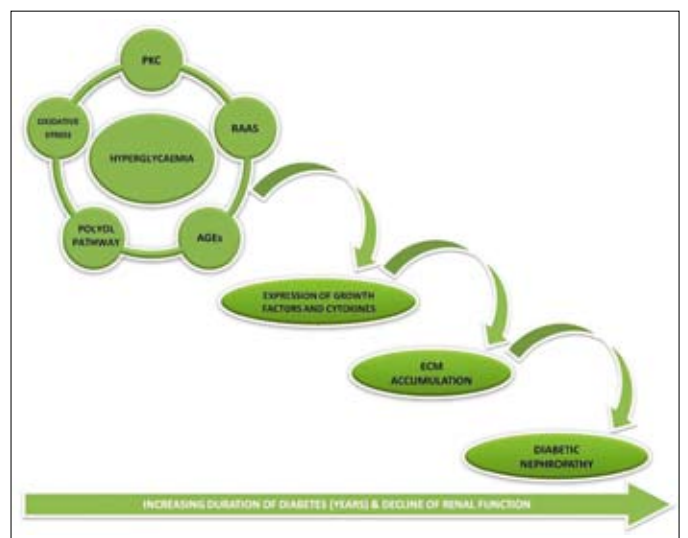 PKC
OXIDATIVE
STRESS
RAAS
HYPERGLYCAEMIA
POLYOL
PATHWAY
AGEs
EXPRESSION OF GROWTH
FACTORS AND CYTOKINES
ECM
ACCUMULATION
DIABETIC
NEPHROPATHY
INCREASING DURATION OF DIABETES (YEARS) & DECLINE OF RENAL FUNCTION